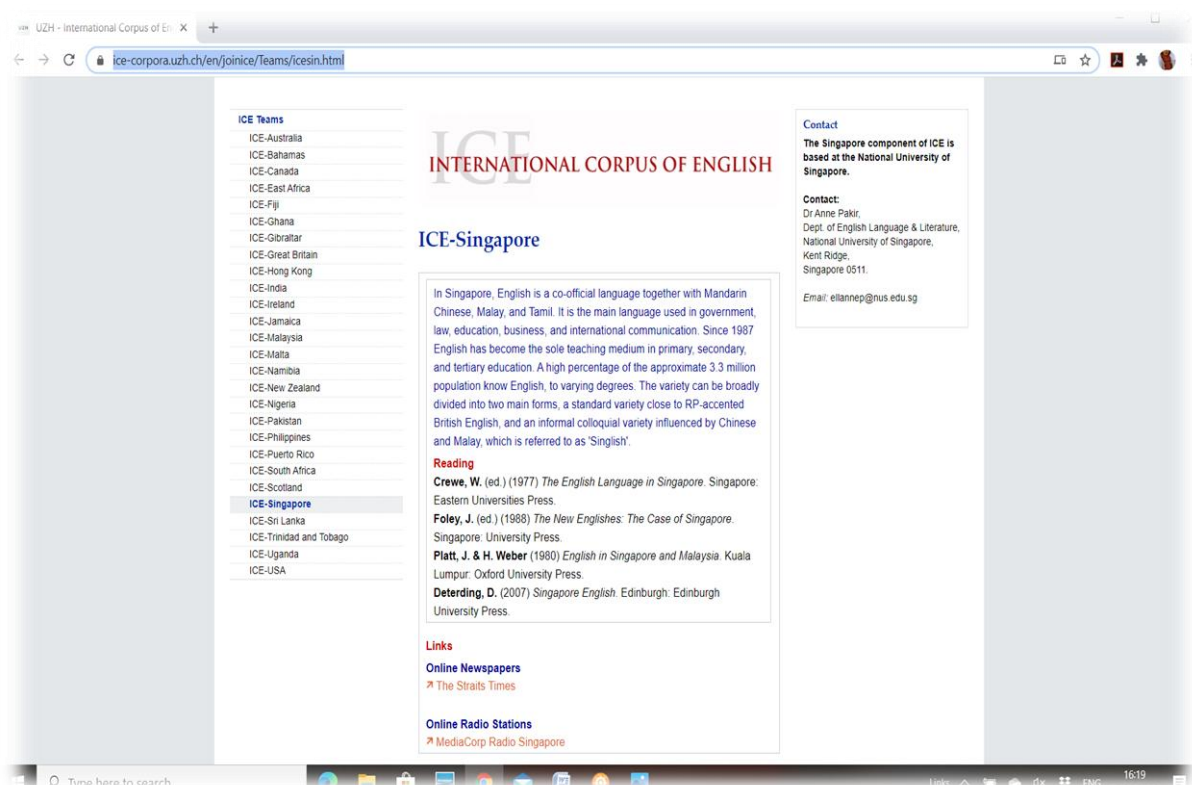 UZH - International Corpus of En
ice-corpora.uzh.ch/en/joinice/Teams/icesin.html
ICE Teams
ICE-Australia
ICE-Bahamas
ICE-Canada
ICE-East Africa
ICE-Fiji
ICE-Ghana
ICE-Gibraltar
ICE-Great Britain
ICE-Hong Kong
ICE-India
ICE-Ireland
ICE-Jamaica
ICE-Malaysia
ICE-Malta
ICE-Namibia
ICE-New Zealand
ICE-Nigeria
ICE-Pakistan
ICE-Philippines
ICE-Puerto Rico
ICE-South Africa
ICE-Scotland
ICE-Singapore
ICE-Sri Lanka
ICE-Trinidad and Tobago
ICE-Uganda
ICE-USA
ICE
INTERNATIONAL CORPUS OF ENGLISH
ICE-Singapore
In Singapore, English is a co-official language together with Mandarin
Chinese, Malay, and Tamil. It is the main language used in government,
law, education, business, and international communication. Since 1987
English has become the sole teaching medium in primary, secondary,
and tertiary education. A high percentage of the approximate 3.3 million
population know English, to varying degrees. The variety can be broadly
divided into two main forms, a standard variety close to RP-accented
British English, and an informal colloquial variety influenced by Chinese
and Malay, which is referred to as 'Singlish'.
Reading
Crewe, W. (ed.) (1977) The English Language in Singapore. Singapore:
Eastern Universities Press.
Foley, J. (ed.) (1988) The New Englishes: The Case of Singapore.
Singapore: University Press.
Platt, J. & H. Weber (1980) English in Singapore and Malaysia. Kuala
Lumpur: Oxford University Press.
Deterding, D. (2007) Singapore English. Edinburgh: Edinburgh
University Press.
Links
Online Newspapers
The Straits Times
Online Radio Stations
MediaCorp Radio Singapore
Contact
The Singapore component of ICE is
based at the National University of
Singapore.
Contact:
Dr Anne Pakir,
Dept. of English Language & Literature,
National University of Singapore,
Kent Ridge,
Singapore 0511.
Email: ellannep@nus.edu.sg
Type here to search
Links
ENG
16:19